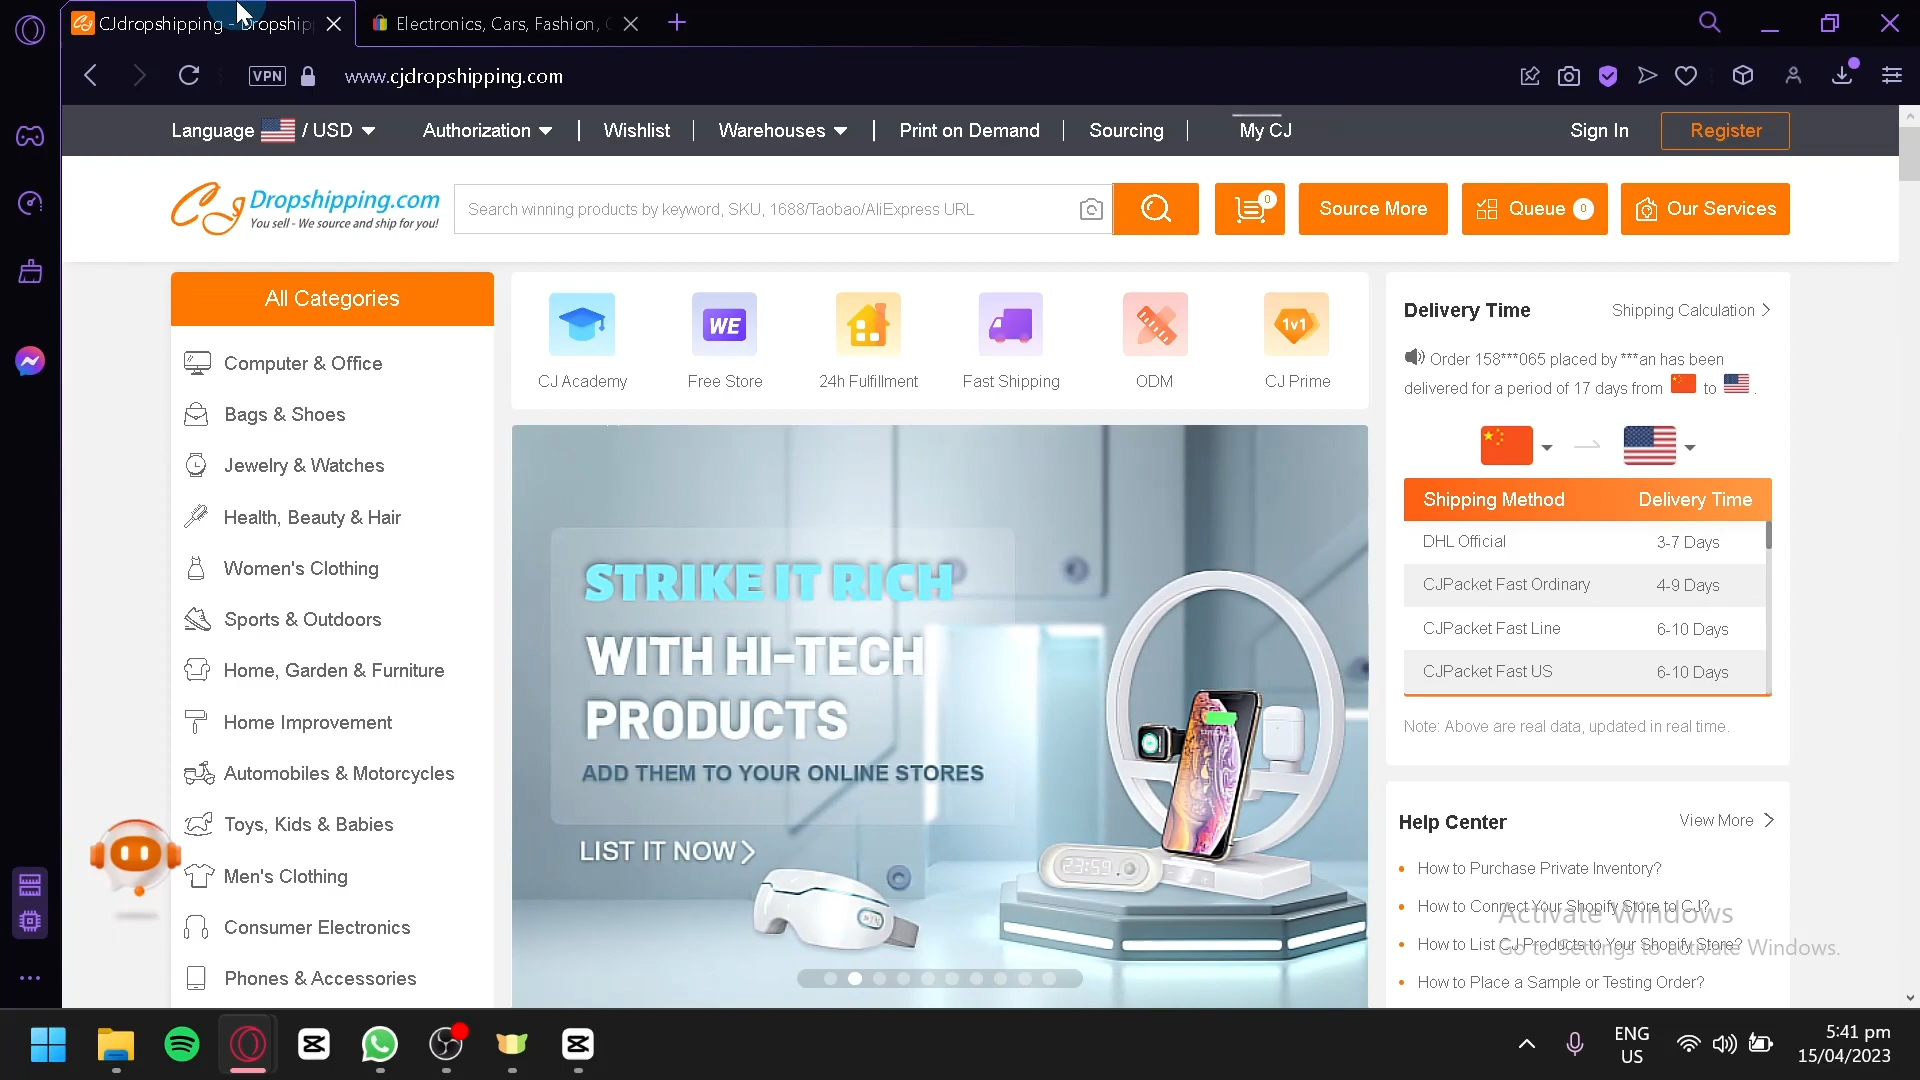 CJdropshipping - Dropship
Electronics, Cars, Fashion,
VPN
www.cjdropshipping.com
Language / USD
Authorization
Wishlist
Warehouses
Print on Demand
Sourcing
My CJ
Sign In
Register
CJ Dropshipping.com
You sell - We source and ship for you!
Search winning products by keyword, SKU, 1688/Taobao/AliExpress URL
0
Source More
Queue 0
Our Services
All Categories
Computer & Office
Bags & Shoes
Jewelry & Watches
Health, Beauty & Hair
Women's Clothing
Sports & Outdoors
Home, Garden & Furniture
Home Improvement
Automobiles & Motorcycles
Toys, Kids & Babies
Men's Clothing
Consumer Electronics
Phones & Accessories
WE
1v1
CJ Academy
Free Store
24h Fulfillment
Fast Shipping
ODM
CJ Prime
STRIKE IT RICH
WITH HI-TECH
PRODUCTS
ADD THEM TO YOUR ONLINE STORES
LIST IT NOW
23:59
Delivery Time
Shipping Calculation
Order 158***065 placed by ***an has been
delivered for a period of 17 days from to .
Shipping Method Delivery Time
DHL Official 3-7 Days
CJPacket Fast Ordinary 4-9 Days
CJPacket Fast Line 6-10 Days
CJPacket Fast US 6-10 Days
Note: Above are real data, updated in real time.
Help Center
View More
How to Purchase Private Inventory?
How to Connect Your Shopify Store to CJ?
How to List CJ Products to Your Shopify Store?
How to Place a Sample or Testing Order?
Activate Windows
Go to Settings to activate Windows.
ENG
US
5:41 pm
15/04/2023